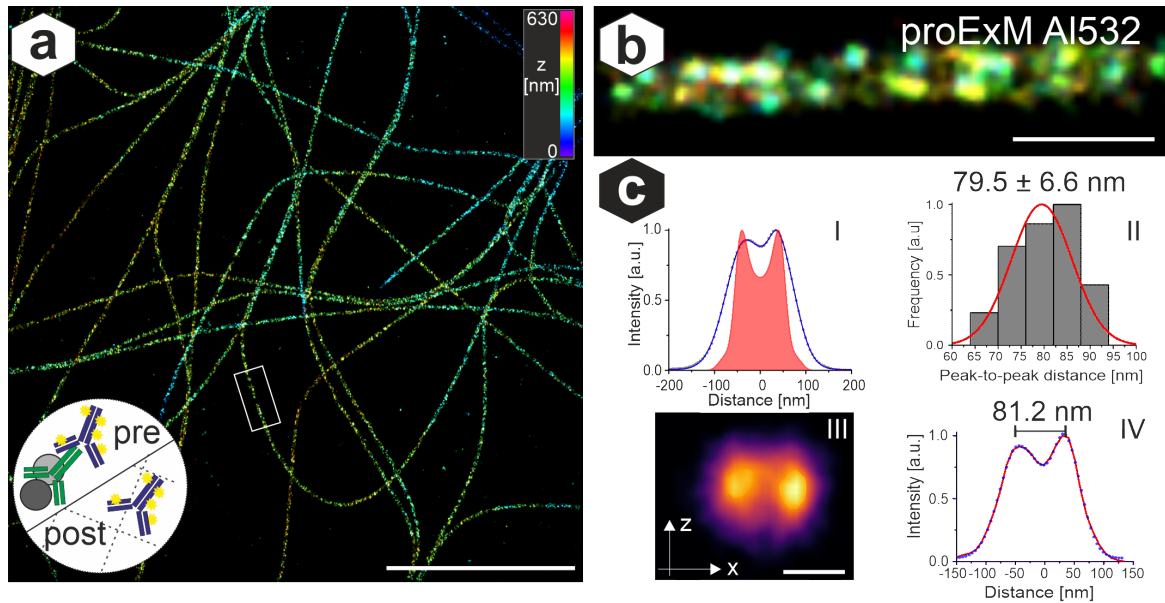 a
630
z
[nm]
0
pre
post
b
proExM Al532
c
I
Intensity [a.u.]
1.0
0.5
0.0
-200
-100
0
100
200
Distance [nm]
79.5 ± 6.6 nm
II
Frequency [a.u]
1.0
0.5
0.0
60 65 70 75 80 85 90 95 100
Peak-to-peak distance [nm]
III
z
x
81.2 nm
IV
Intensity [a.u.]
1.0
0.5
0.0
-150 -100 -50 0 50 100 150
Distance [nm]